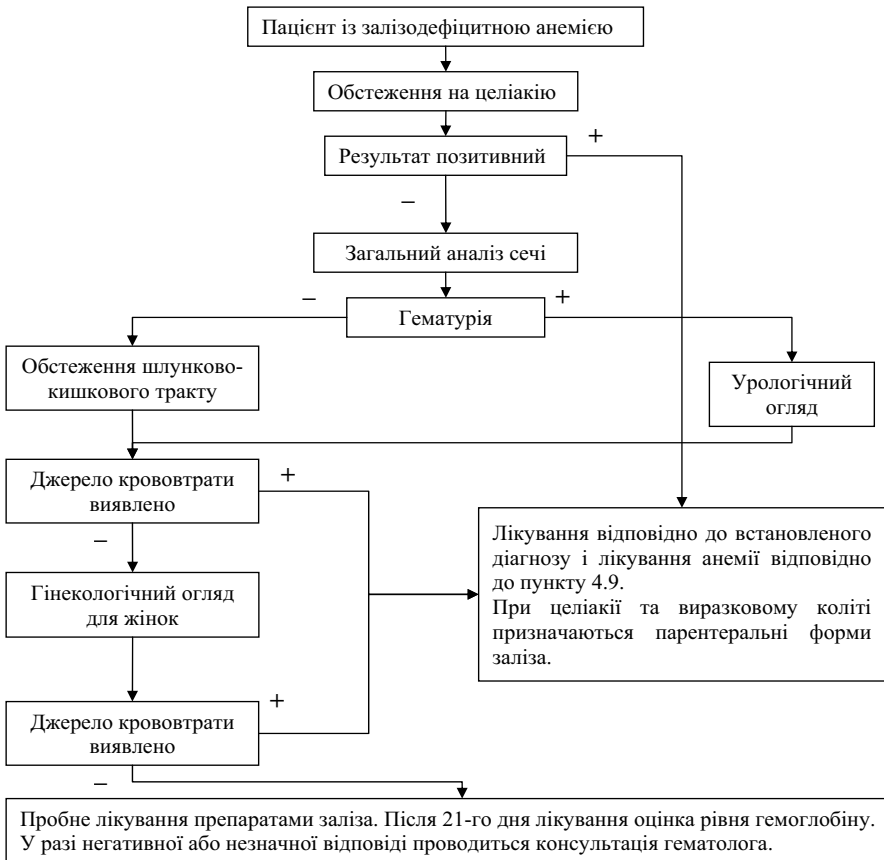 Пацієнт із залізодефіцитною анемією
Обстеження на целіакію
Результат позитивний
+
–
Загальний аналіз сечі
–
+
Гематурія
Обстеження шлунково-
кишкового тракту
Урологічний
огляд
Джерело крововтрати
виявлено
+
–
Лікування відповідно до встановленого
діагнозу і лікування анемії відповідно
до пункту 4.9.
При целіакії та виразковому коліті
призначаються парентеральні форми
заліза.
Гінекологічний огляд
для жінок
Джерело крововтрати
виявлено
+
–
Пробне лікування препаратами заліза. Після 21-го дня лікування оцінка рівня гемоглобіну.
У разі негативної або незначної відповіді проводиться консультація гематолога.